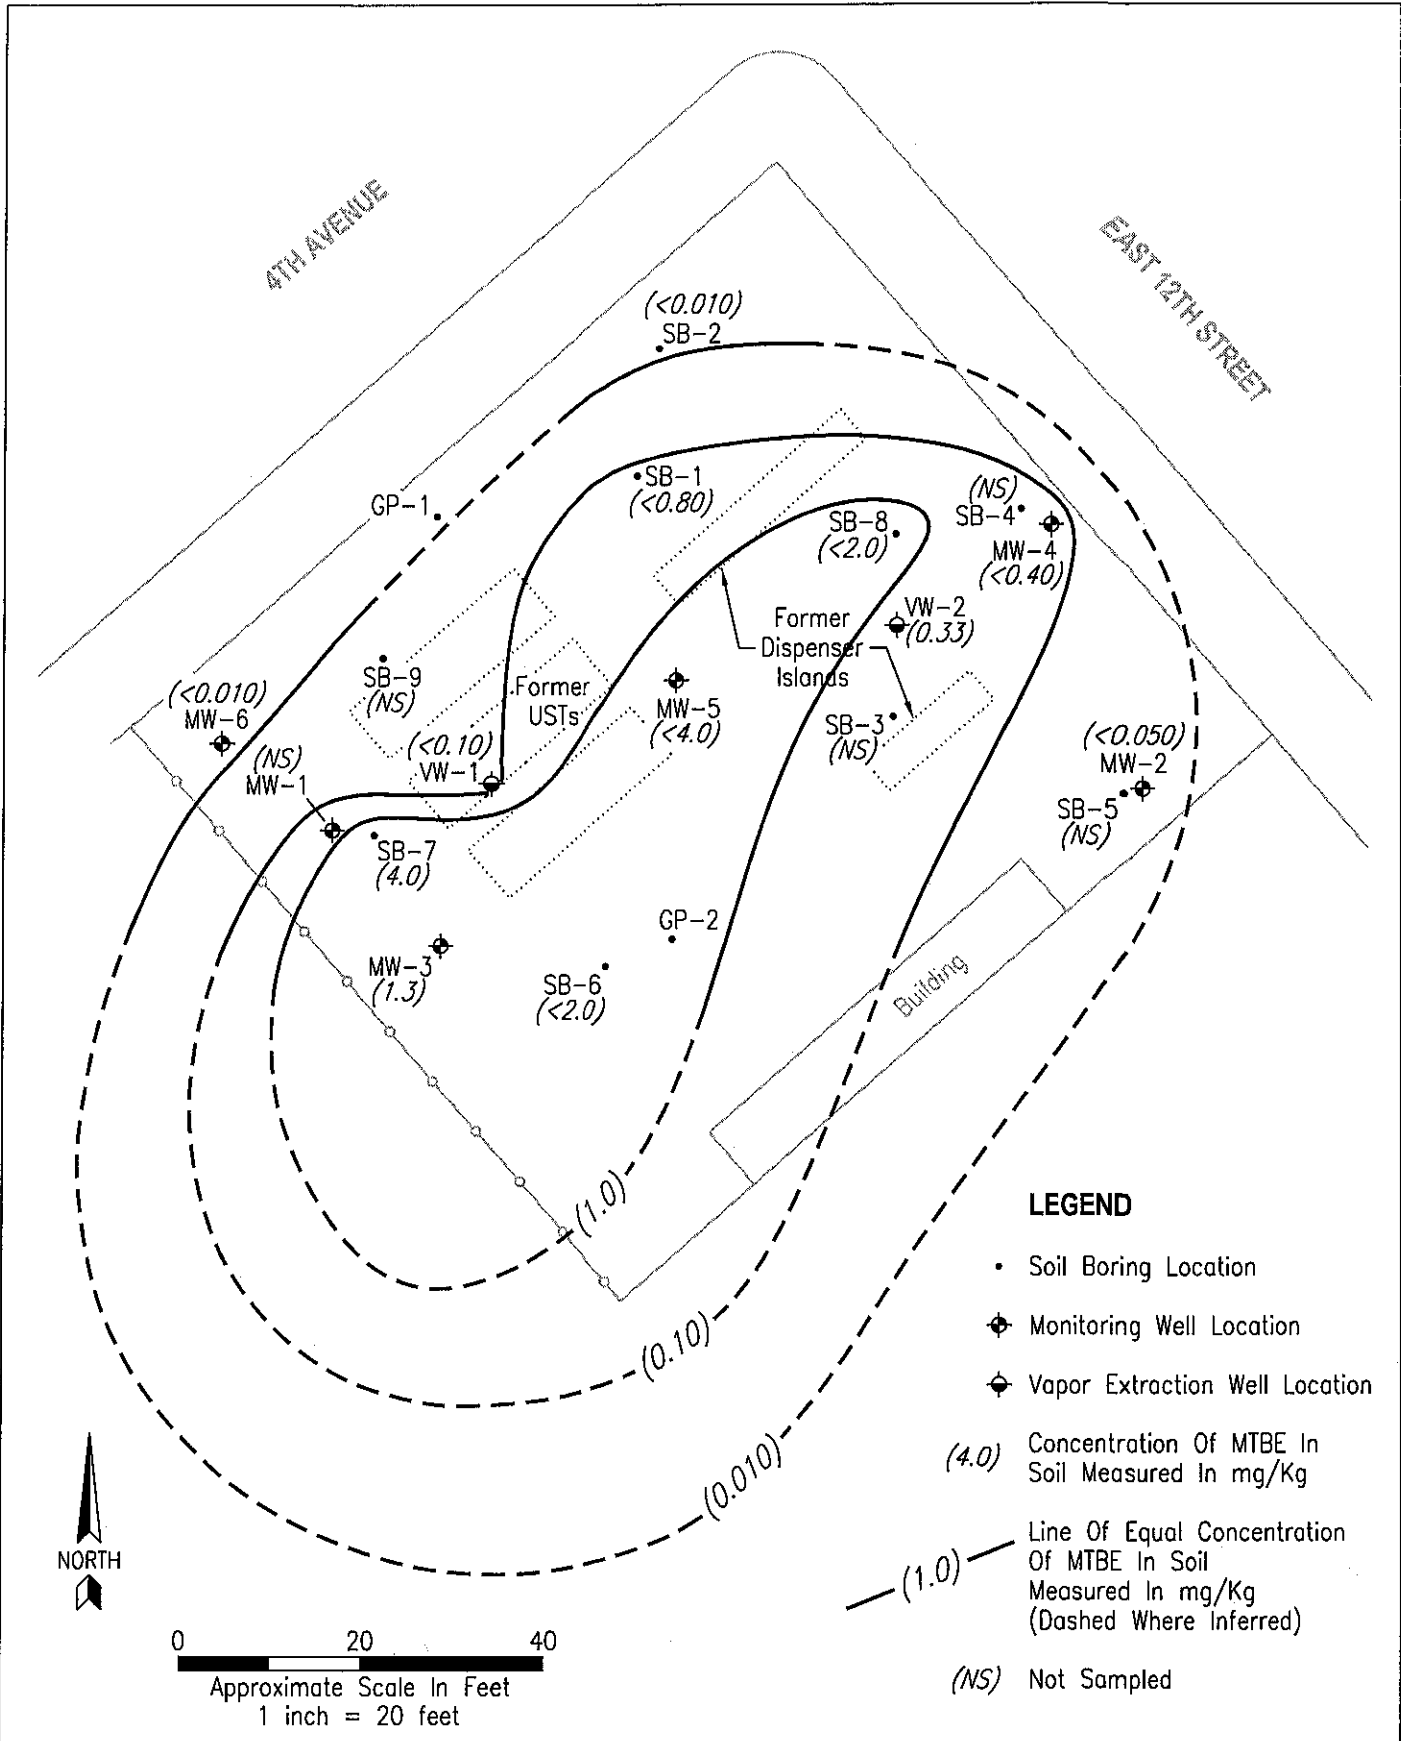 4TH AVENUE
EAST 12TH STREET
(<0.010)
SB-2
SB-1
(<0.80)
GP-1
(NS)
SB-4
MW-4
(<0.40)
SB-8
(<2.0)
VW-2
(0.33)
Former
Dispenser
Islands
SB-9
(NS)
Former
USTs
(<0.010)
MW-6
MW-5
(<4.0)
SB-3
(NS)
(<0.050)
MW-2
SB-5
(NS)
(<0.10)
VW-1
(NS)
MW-1
SB-7
(4.0)
GP-2
MW-3
(1.3)
SB-6
(<2.0)
Building
(1.0)
(0.10)
(0.010)
LEGEND
Soil Boring Location
Monitoring Well Location
Vapor Extraction Well Location
(4.0) Concentration Of MTBE In
Soil Measured In mg/Kg
(1.0) Line Of Equal Concentration
Of MTBE In Soil
Measured In mg/Kg
(Dashed Where Inferred)
(NS) Not Sampled
NORTH
0 20 40
Approximate Scale In Feet
1 inch = 20 feet